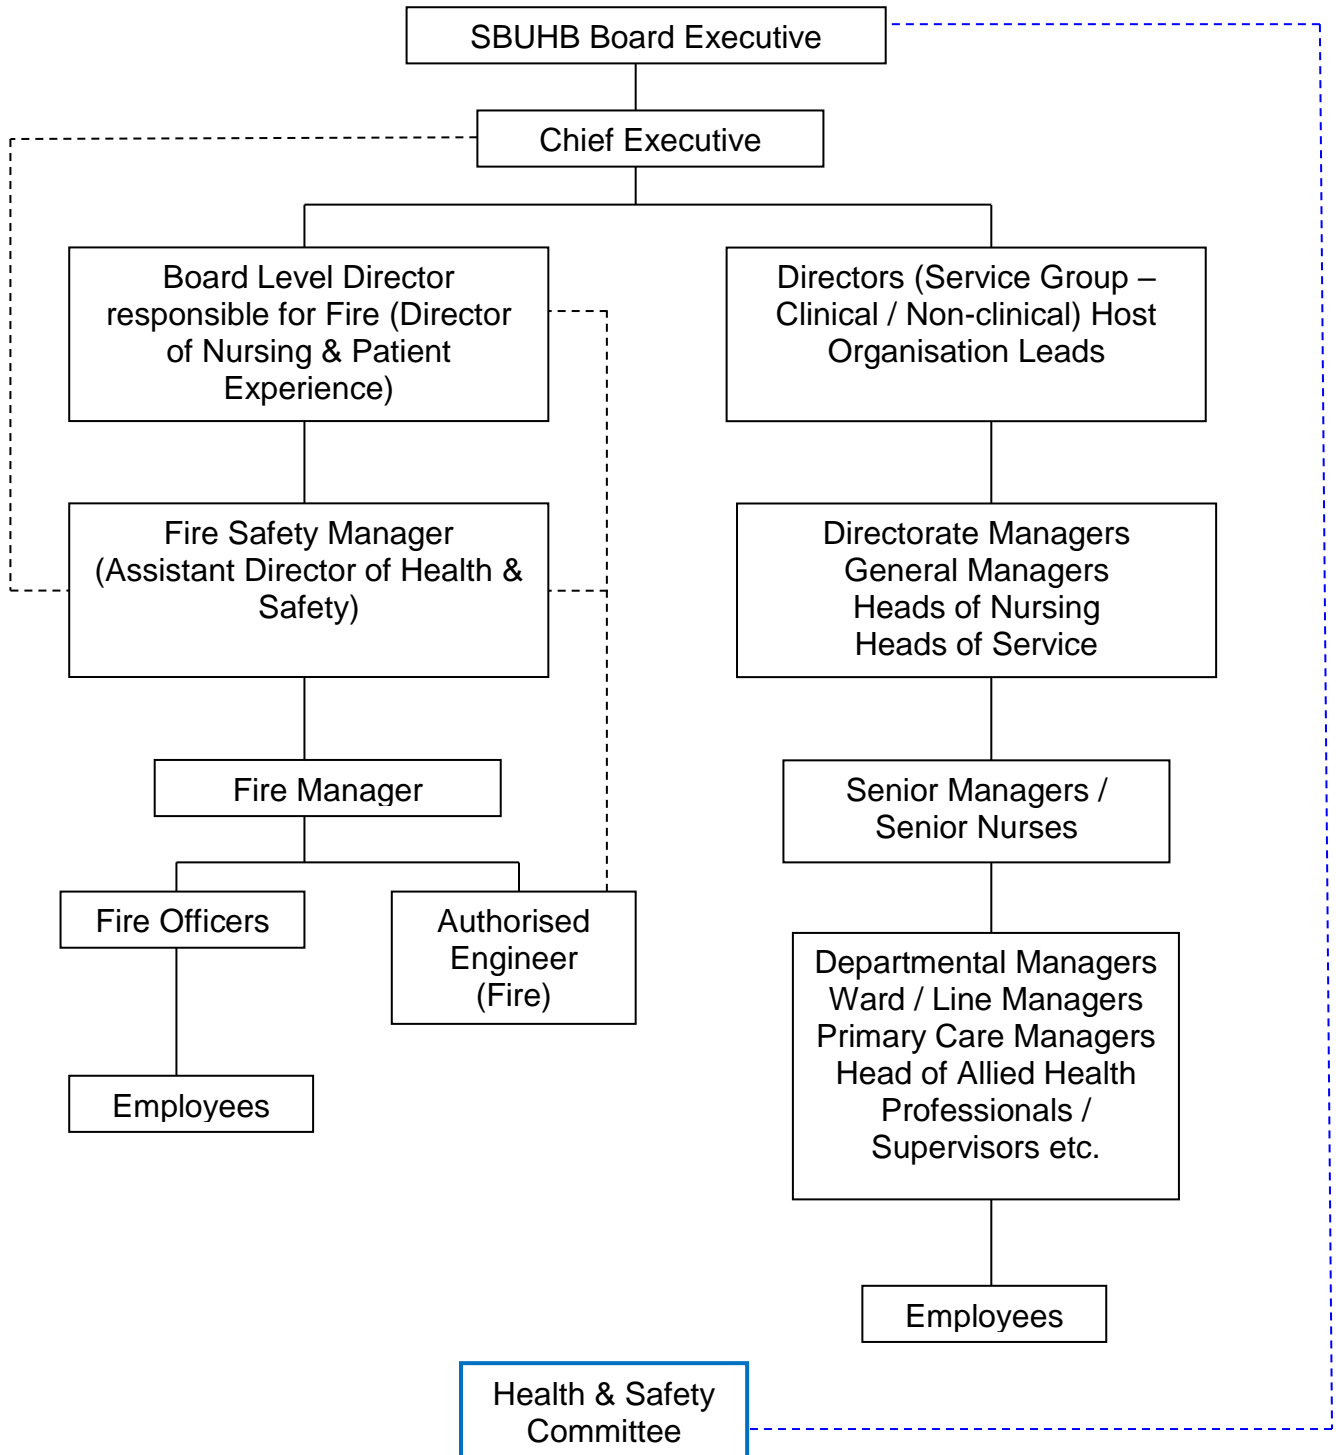 SBUHB Board Executive
Chief Executive
Board Level Director
responsible for Fire (Director
of Nursing & Patient
Experience)
Directors (Service Group –
Clinical / Non-clinical) Host
Organisation Leads
Fire Safety Manager
(Assistant Director of Health &
Safety)
Directorate Managers
General Managers
Heads of Nursing
Heads of Service
Fire Manager
Senior Managers /
Senior Nurses
Fire Officers
Authorised
Engineer
(Fire)
Departmental Managers
Ward / Line Managers
Primary Care Managers
Head of Allied Health
Professionals /
Supervisors etc.
Employees
Employees
Health & Safety
Committee